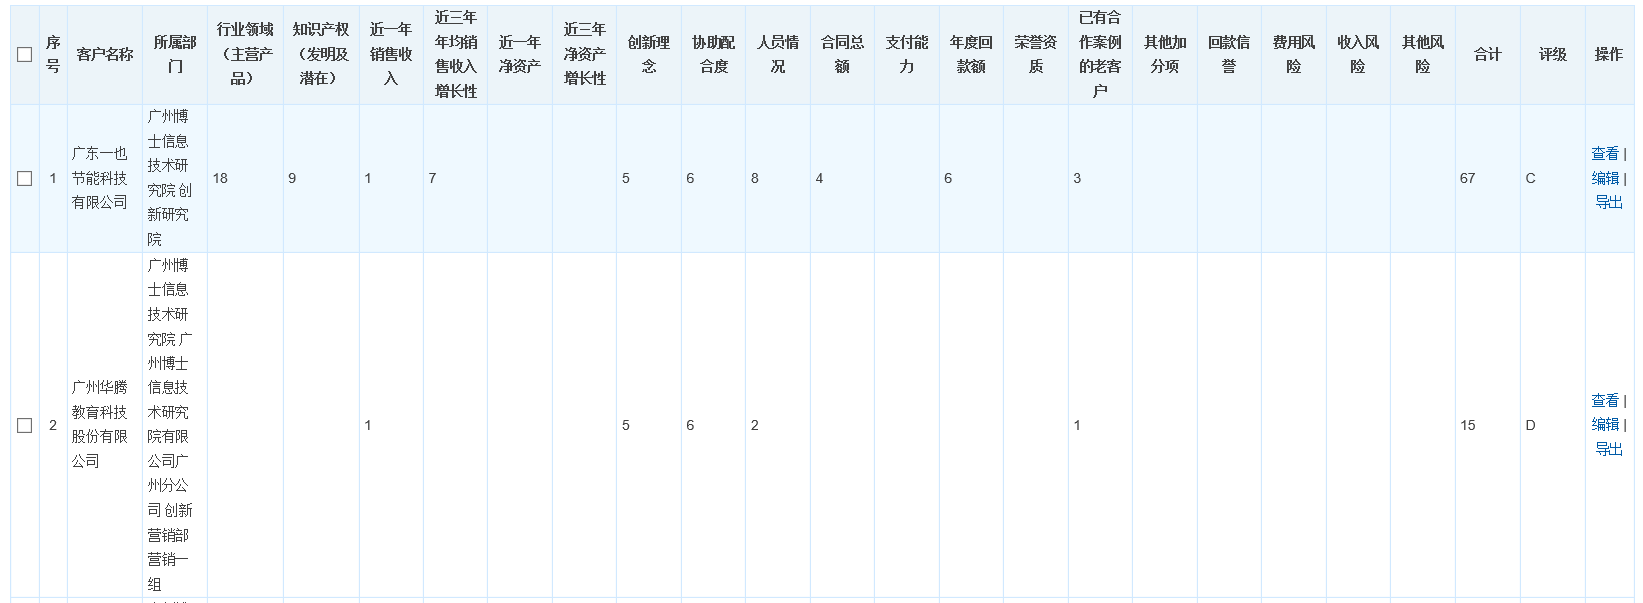 序号
客户名称
所属部门
行业领域（主营产品）
知识产权（发明及潜在）
近一年销售收入
近三年年均销售收入增长性
近一年净资产
近三年净资产增长性
创新理念
协助配合度
人员情况
合同总额
支付能力
年度回款额
荣誉资质
已有合作案例的老客户
其他加分项
回款信誉
费用风险
收入风险
其他风险
合计
评级
操作
1
广东一也节能科技有限公司
广州博士信息技术研究院 创新研究院
18
9
1
7
5
6
8
4
6
3
67
C
查看 |
编辑 |
导出
2
广州华腾教育科技股份有限公司
广州博士信息技术研究院 广州博士信息技术研究院有限公司广州分公司 创新营销部 营销一组
1
5
6
2
1
15
D
查看 |
编辑 |
导出